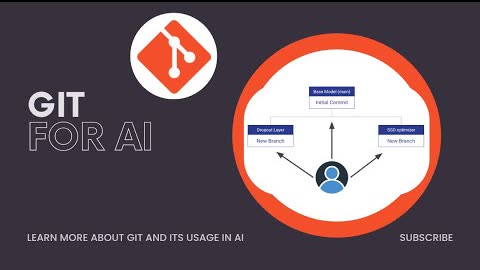 GIT
FOR AI
Base Model (main)
Initial Commit
Dropout Layer
New Branch
SGD optimizer
New Branch
LEARN MORE ABOUT GIT AND ITS USAGE IN AI
SUBSCRIBE